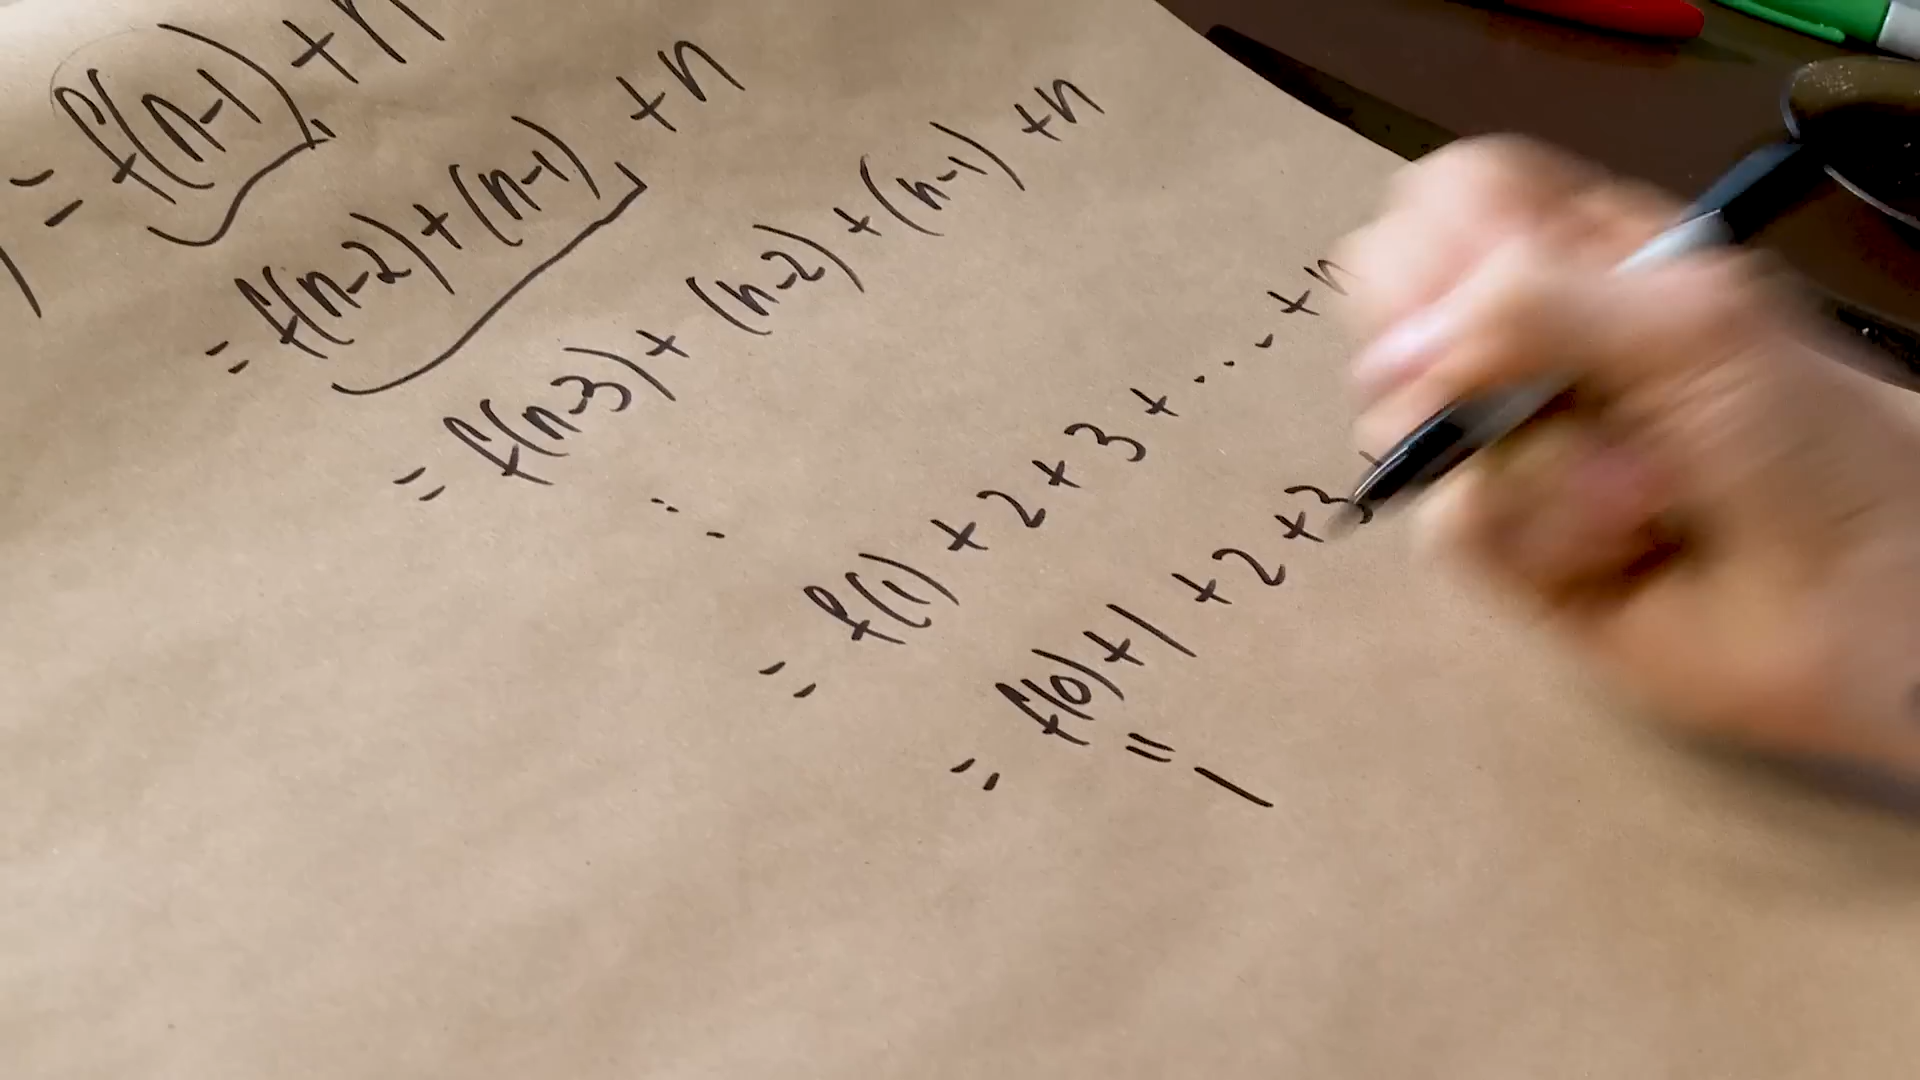 = f(n-1) + n
= f(n-2) + (n-1) + n
= f(n-3) + (n-2) + (n-1) + n
⋮
= f(1) + 2 + 3 + ... + n
= f(0) + 1 + 2 + 3 +
= 1